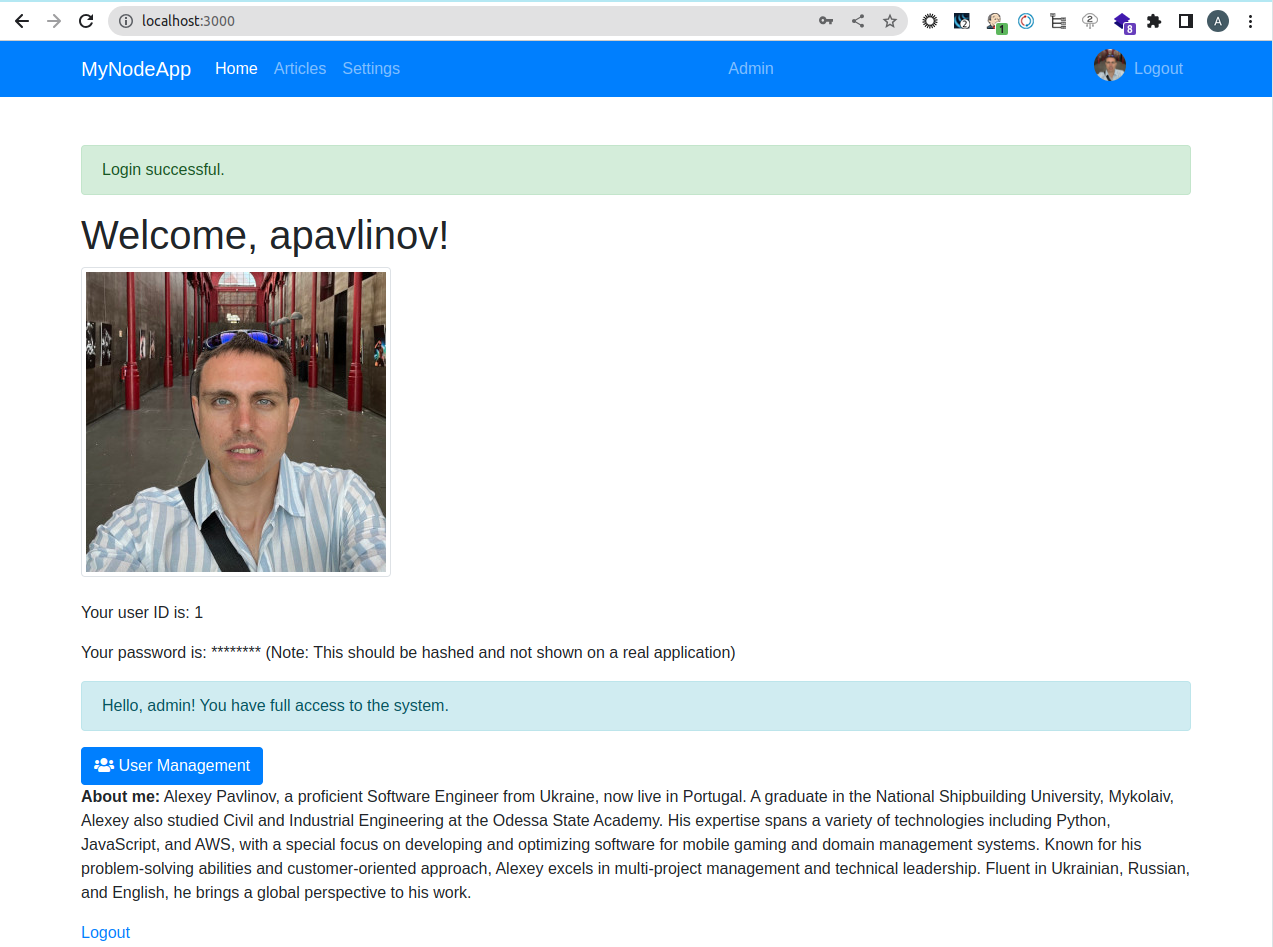 localhost:3000
2
1
2
8
A
MyNodeApp Home Articles Settings Admin Logout
Login successful.
Welcome, apavlinov!
Your user ID is: 1
Your password is: ******** (Note: This should be hashed and not shown on a real application)
Hello, admin! You have full access to the system.
User Management
About me: Alexey Pavlinov, a proficient Software Engineer from Ukraine, now live in Portugal. A graduate in the National Shipbuilding University, Mykolaiv,
Alexey also studied Civil and Industrial Engineering at the Odessa State Academy. His expertise spans a variety of technologies including Python,
JavaScript, and AWS, with a special focus on developing and optimizing software for mobile gaming and domain management systems. Known for his
problem-solving abilities and customer-oriented approach, Alexey excels in multi-project management and technical leadership. Fluent in Ukrainian, Russian,
and English, he brings a global perspective to his work.
Logout